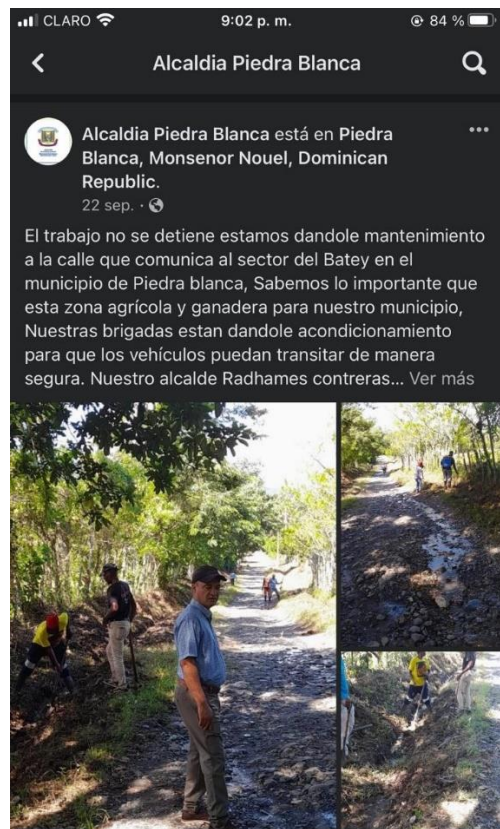 CLARO 9:02 p. m. 84 %
Alcaldia Piedra Blanca
Alcaldia Piedra Blanca está en Piedra
Blanca, Monsenor Nouel, Dominican
Republic.
22 sep. ·
El trabajo no se detiene estamos dandole mantenimiento
a la calle que comunica al sector del Batey en el
municipio de Piedra blanca, Sabemos lo importante que
esta zona agrícola y ganadera para nuestro municipio,
Nuestras brigadas estan dandole acondicionamiento
para que los vehículos puedan transitar de manera
segura. Nuestro alcalde Radhames contreras... Ver más